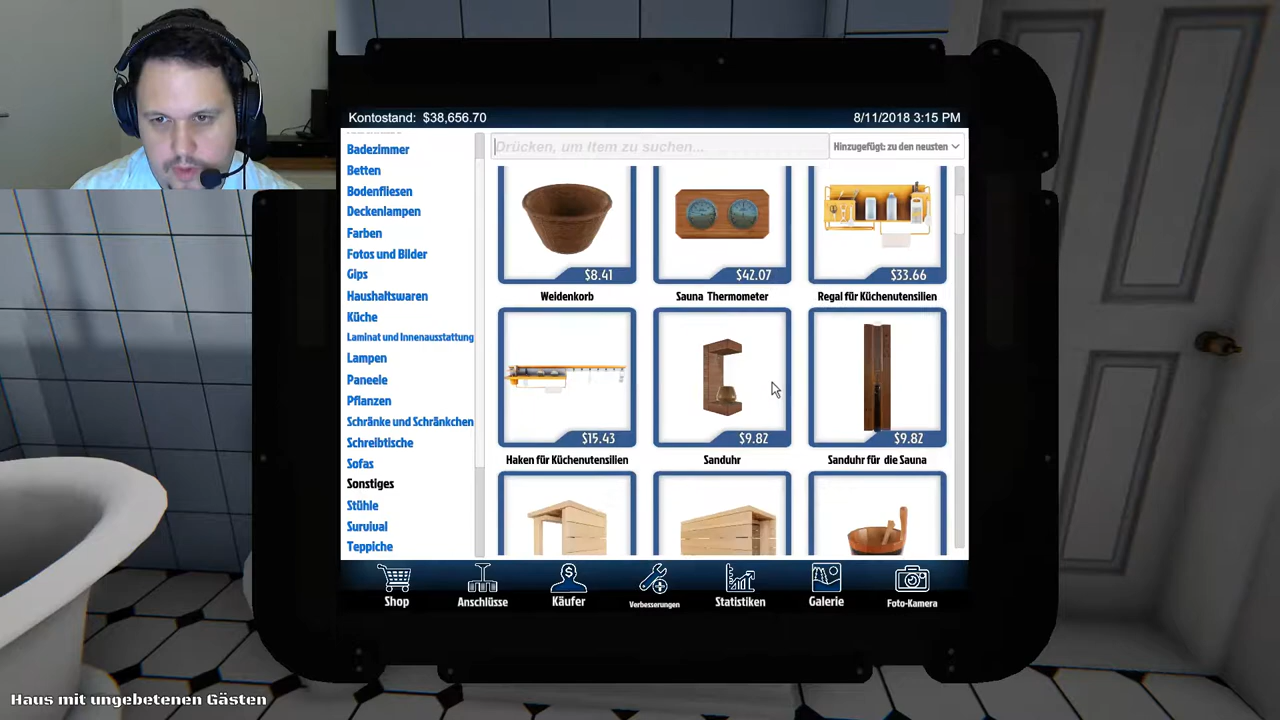 Kontostand: $38,656.70
8/11/2018 3:15 PM
Badezimmer
Betten
Bodenfliesen
Deckenlampen
Farben
Fotos und Bilder
Gips
Haushaltswaren
Küche
Laminat und Innenausstattung
Lampen
Paneele
Pflanzen
Schränke und Schränkchen
Schreibtische
Sofas
Sonstiges
Stühle
Survival
Teppiche
Drücken, um Item zu suchen...
Hinzugefügt: zu den neusten
$8.41
$42.07
$33.66
Weidenkorb
Sauna Thermometer
Regal für Küchenutensilien
$15.43
$9.82
$9.82
Haken für Küchenutensilien
Sanduhr
Sanduhr für die Sauna
Shop
Anschlüsse
Käufer
Verbesserungen
Statistiken
Galerie
Foto-Kamera
Haus mit ungebetenen Gästen